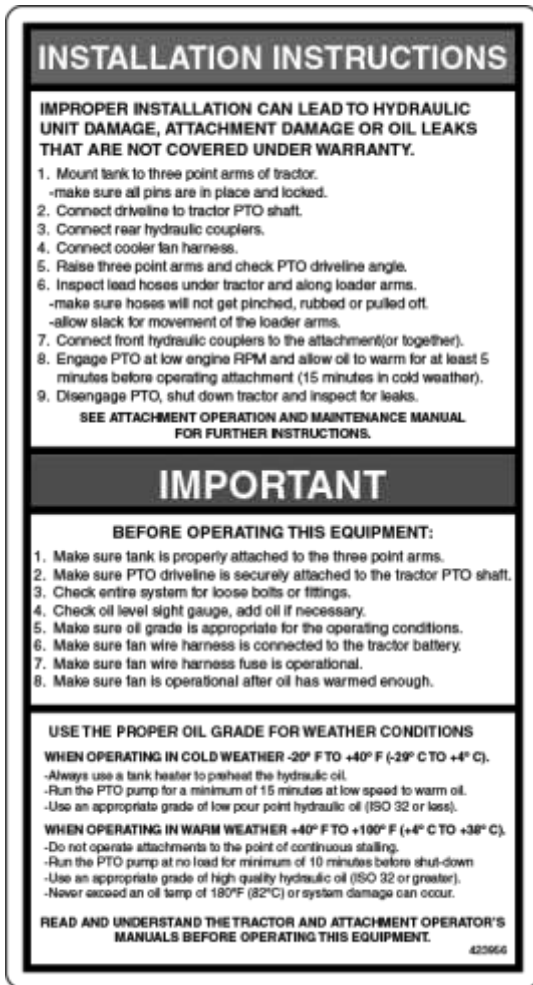 INSTALLATION INSTRUCTIONS
IMPROPER INSTALLATION CAN LEAD TO HYDRAULIC
UNIT DAMAGE, ATTACHMENT DAMAGE OR OIL LEAKS
THAT ARE NOT COVERED UNDER WARRANTY.
1. Mount tank to three point arms of tractor.
-make sure all pins are in place and locked.
2. Connect driveline to tractor PTO shaft.
3. Connect rear hydraulic couplers.
4. Connect cooler fan harness.
5. Raise three point arms and check PTO driveline angle.
6. Inspect lead hoses under tractor and along loader arms.
-make sure hoses will not get pinched, rubbed or pulled off.
-allow slack for movement of the loader arms.
7. Connect front hydraulic couplers to the attachment(or together).
8. Engage PTO at low engine RPM and allow oil to warm for at least 5
minutes before operating attachment (15 minutes in cold weather).
9. Disengage PTO, shut down tractor and inspect for leaks.
SEE ATTACHMENT OPERATION AND MAINTENANCE MANUAL
FOR FURTHER INSTRUCTIONS.
IMPORTANT
BEFORE OPERATING THIS EQUIPMENT:
1. Make sure tank is properly attached to the three point arms.
2. Make sure PTO driveline is securely attached to the tractor PTO shaft.
3. Check entire system for loose bolts or fittings.
4. Check oil level sight gauge, add oil if necessary.
5. Make sure oil grade is appropriate for the operating conditions.
6. Make sure fan wire harness is connected to the tractor battery.
7. Make sure fan wire harness fuse is operational.
8. Make sure fan is operational after oil has warmed enough.
USE THE PROPER OIL GRADE FOR WEATHER CONDITIONS
WHEN OPERATING IN COLD WEATHER -20º F TO +40º F (-29º C TO +4º C).
-Always use a tank heater to preheat the hydraulic oil.
-Run the PTO pump for a minimum of 15 minutes at low speed to warm oil.
-Use an appropriate grade of low pour point hydraulic oil (ISO 32 or less).
WHEN OPERATING IN WARM WEATHER +40º F TO +100º F (+4º C TO +38º C).
-Do not operate attachments to the point of continuous stalling.
-Run the PTO pump at no load for minimum of 10 minutes before shut-down
-Use an appropriate grade of high quality hydraulic oil (ISO 32 or greater).
-Never exceed an oil temp of 180ºF (82ºC) or system damage can occur.
READ AND UNDERSTAND THE TRACTOR AND ATTACHMENT OPERATOR'S
MANUALS BEFORE OPERATING THIS EQUIPMENT.
423956